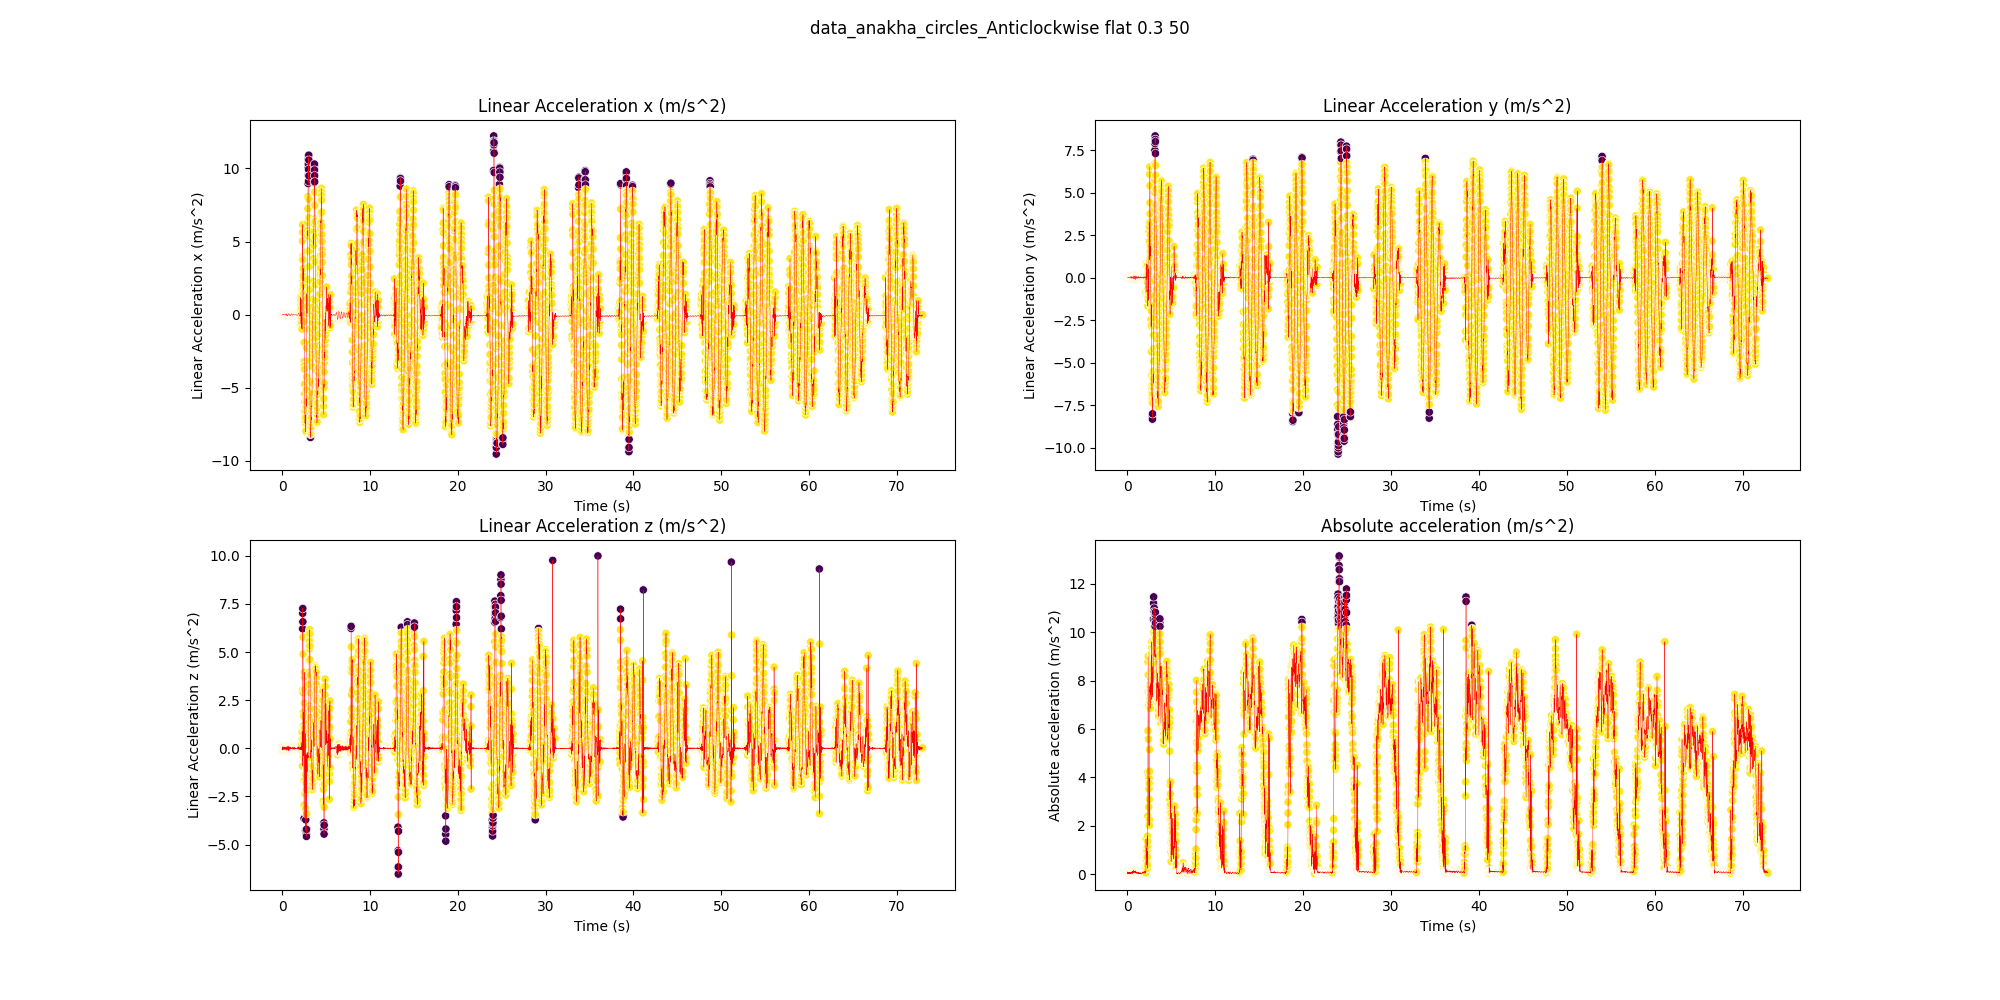 data_anakha_circles_Anticlockwise flat 0.3 50
Linear Acceleration x (m/s^2)
Linear Acceleration x (m/s^2)
10
5
0
−5
−10
0 10 20 30 40 50 60 70
Time (s)
Linear Acceleration y (m/s^2)
Linear Acceleration y (m/s^2)
7.5
5.0
2.5
0.0
−2.5
−5.0
−7.5
−10.0
0 10 20 30 40 50 60 70
Time (s)
Linear Acceleration z (m/s^2)
Linear Acceleration z (m/s^2)
10.0
7.5
5.0
2.5
0.0
−2.5
−5.0
0 10 20 30 40 50 60 70
Time (s)
Absolute acceleration (m/s^2)
Absolute acceleration (m/s^2)
12
10
8
6
4
2
0
0 10 20 30 40 50 60 70
Time (s)